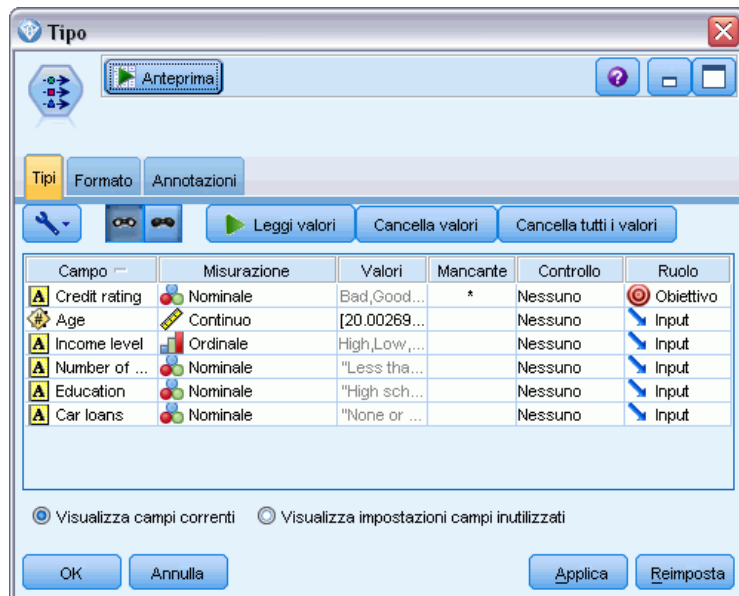 Tipo
Anteprima
Tipi Formato Annotazioni
Leggi valori Cancella valori Cancella tutti i valori
Campo Misurazione Valori Mancante Controllo Ruolo
Credit rating Nominale Bad,Good... * Nessuno Obiettivo
Age Continuo [20.00269... Nessuno Input
Income level Ordinale High,Low,... Nessuno Input
Number of ... Nominale "Less tha... Nessuno Input
Education Nominale "High sch... Nessuno Input
Car loans Nominale "None or ... Nessuno Input
Visualizza campi correnti Visualizza impostazioni campi inutilizzati
OK Annulla Applica Reimposta